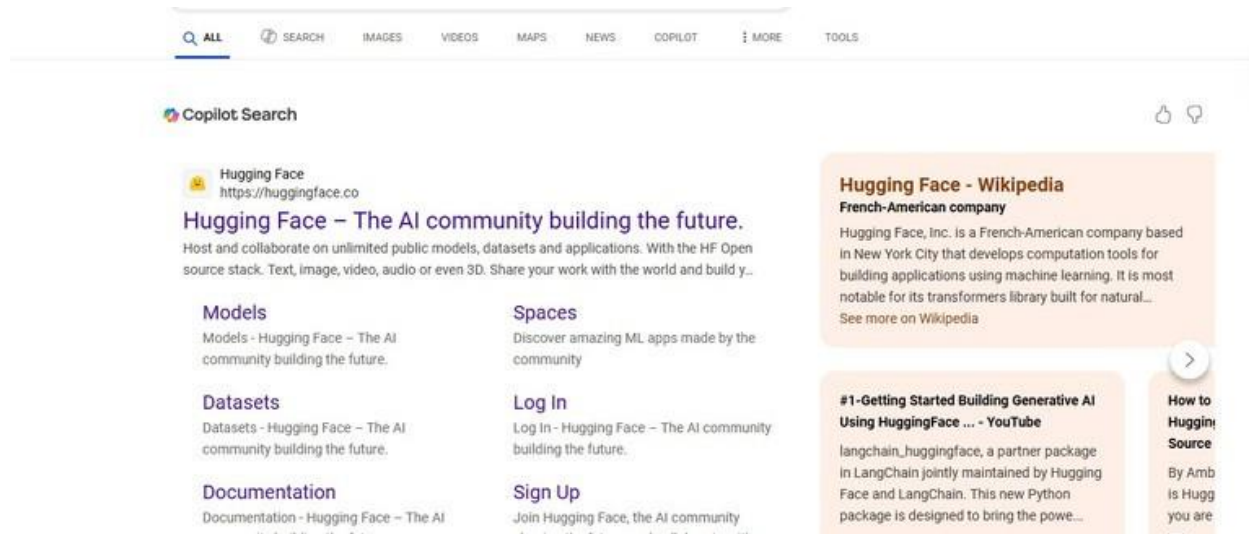 ALL SEARCH IMAGES VIDEOS MAPS NEWS COPILOT MORE TOOLS
Copilot Search
Hugging Face
https://huggingface.co
Hugging Face – The AI community building the future.
Host and collaborate on unlimited public models, datasets and applications. With the HF Open
source stack. Text, image, video, audio or even 3D. Share your work with the world and build y...
Models
Models - Hugging Face – The AI
community building the future.
Spaces
Discover amazing ML apps made by the
community
Datasets
Datasets - Hugging Face – The AI
community building the future.
Log In
Log In - Hugging Face – The AI community
building the future.
Documentation
Documentation - Hugging Face – The AI
Sign Up
Join Hugging Face, the AI community
Hugging Face - Wikipedia
French-American company
Hugging Face, Inc. is a French-American company based
in New York City that develops computation tools for
building applications using machine learning. It is most
notable for its transformers library built for natural...
See more on Wikipedia
#1-Getting Started Building Generative AI
Using HuggingFace ... - YouTube
langchain_huggingface, a partner package
in LangChain jointly maintained by Hugging
Face and LangChain. This new Python
package is designed to bring the powe...
How to
Huggin
Source
By Amb
is Hugg
you are